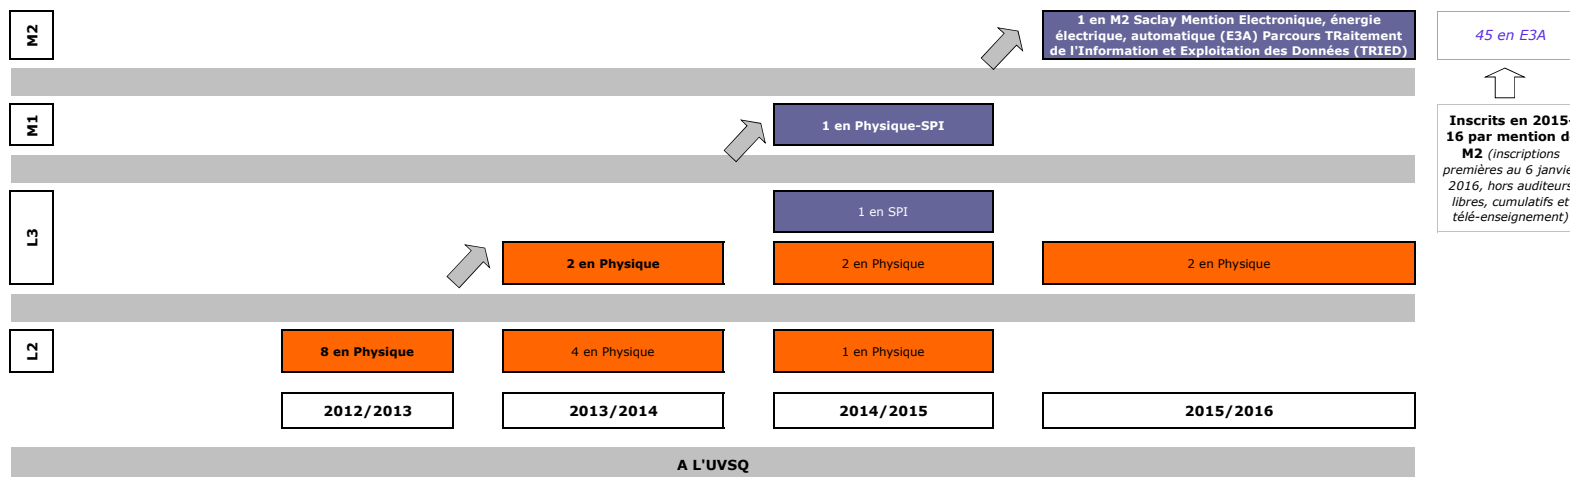 M2
1 en M2 Saclay Mention Electronique, énergie
électrique, automatique (E3A) Parcours TRaitement
de l'Information et Exploitation des Données (TRIED)
45 en E3A
M1
1 en Physique-SPI
Inscrits en 2015-
16 par mention d
M2 (inscriptions
premières au 6 janvie
2016, hors auditeurs
libres, cumulatifs et
télé-enseignement)
L3
1 en SPI
2 en Physique
2 en Physique
2 en Physique
L2
8 en Physique
4 en Physique
1 en Physique
2012/2013
2013/2014
2014/2015
2015/2016
A L'UVSQ